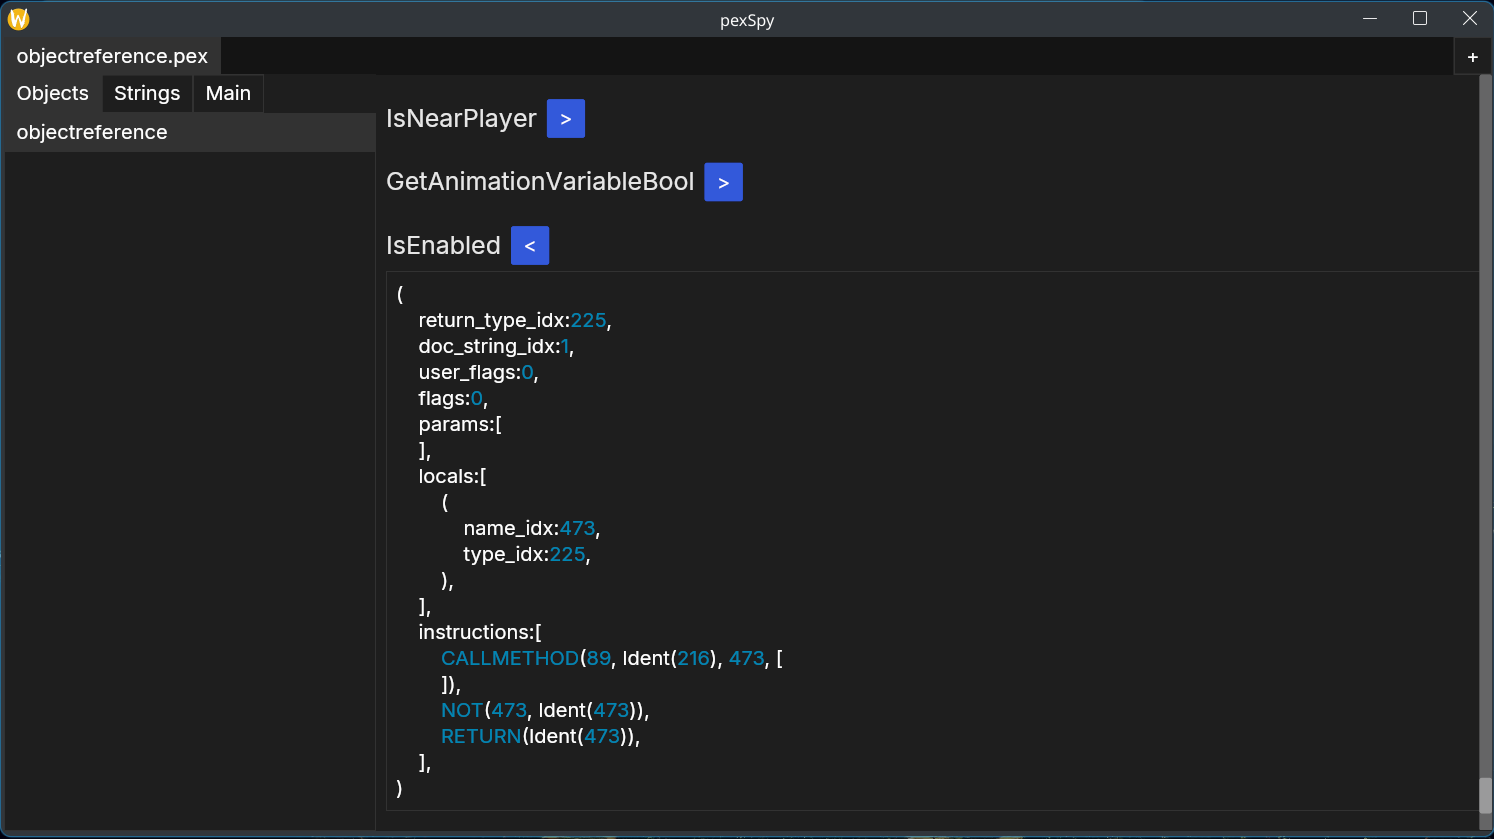 W
pexSpy
objectreference.pex
+
Objects Strings Main
objectreference
IsNearPlayer >
GetAnimationVariableBool >
IsEnabled <
(
return_type_idx:225,
doc_string_idx:1,
user_flags:0,
flags:0,
params:[
],
locals:[
(
name_idx:473,
type_idx:225,
),
],
instructions:[
CALLMETHOD(89, Ident(216), 473, [
]),
NOT(473, Ident(473)),
RETURN(Ident(473)),
],
)